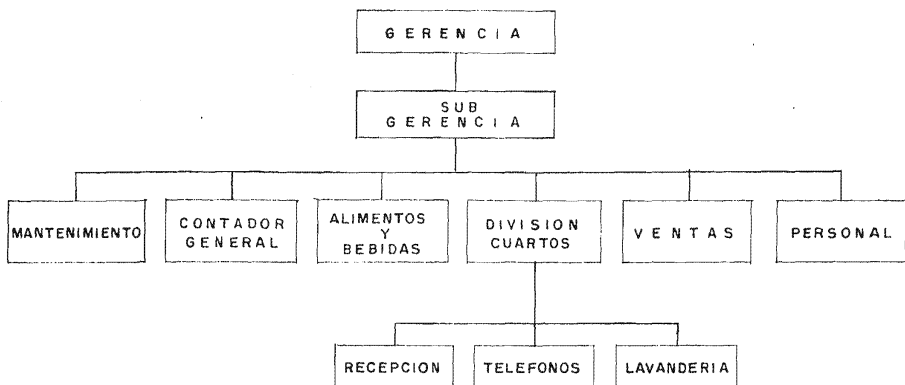 GERENCIA
SUB
GERENCIA
MANTENIMIENTO
CONTADOR
GENERAL
ALIMENTOS
Y
BEBIDAS
DIVISION
CUARTOS
VENTAS
PERSONAL
RECEPCION
TELEFONOS
LAVANDERIA